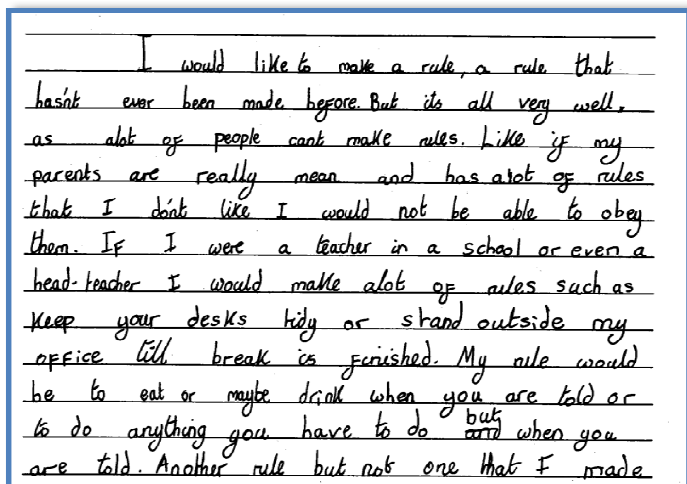 I would like to make a rule, a rule that
hasn't ever been made before. But its all very well,
as alot of people cant make rules. Like if my
parents are really mean and has alot of rules
that I don't like I would not be able to obey
them. If I were a teacher in a school or even a
head-teacher I would make alot of rules such as
Keep your desks tidy or stand outside my
office till break is finished. My rule would
be to eat or maybe drink when you are told or
to do anything you have to do but when you
are told. Another rule but not one that I made